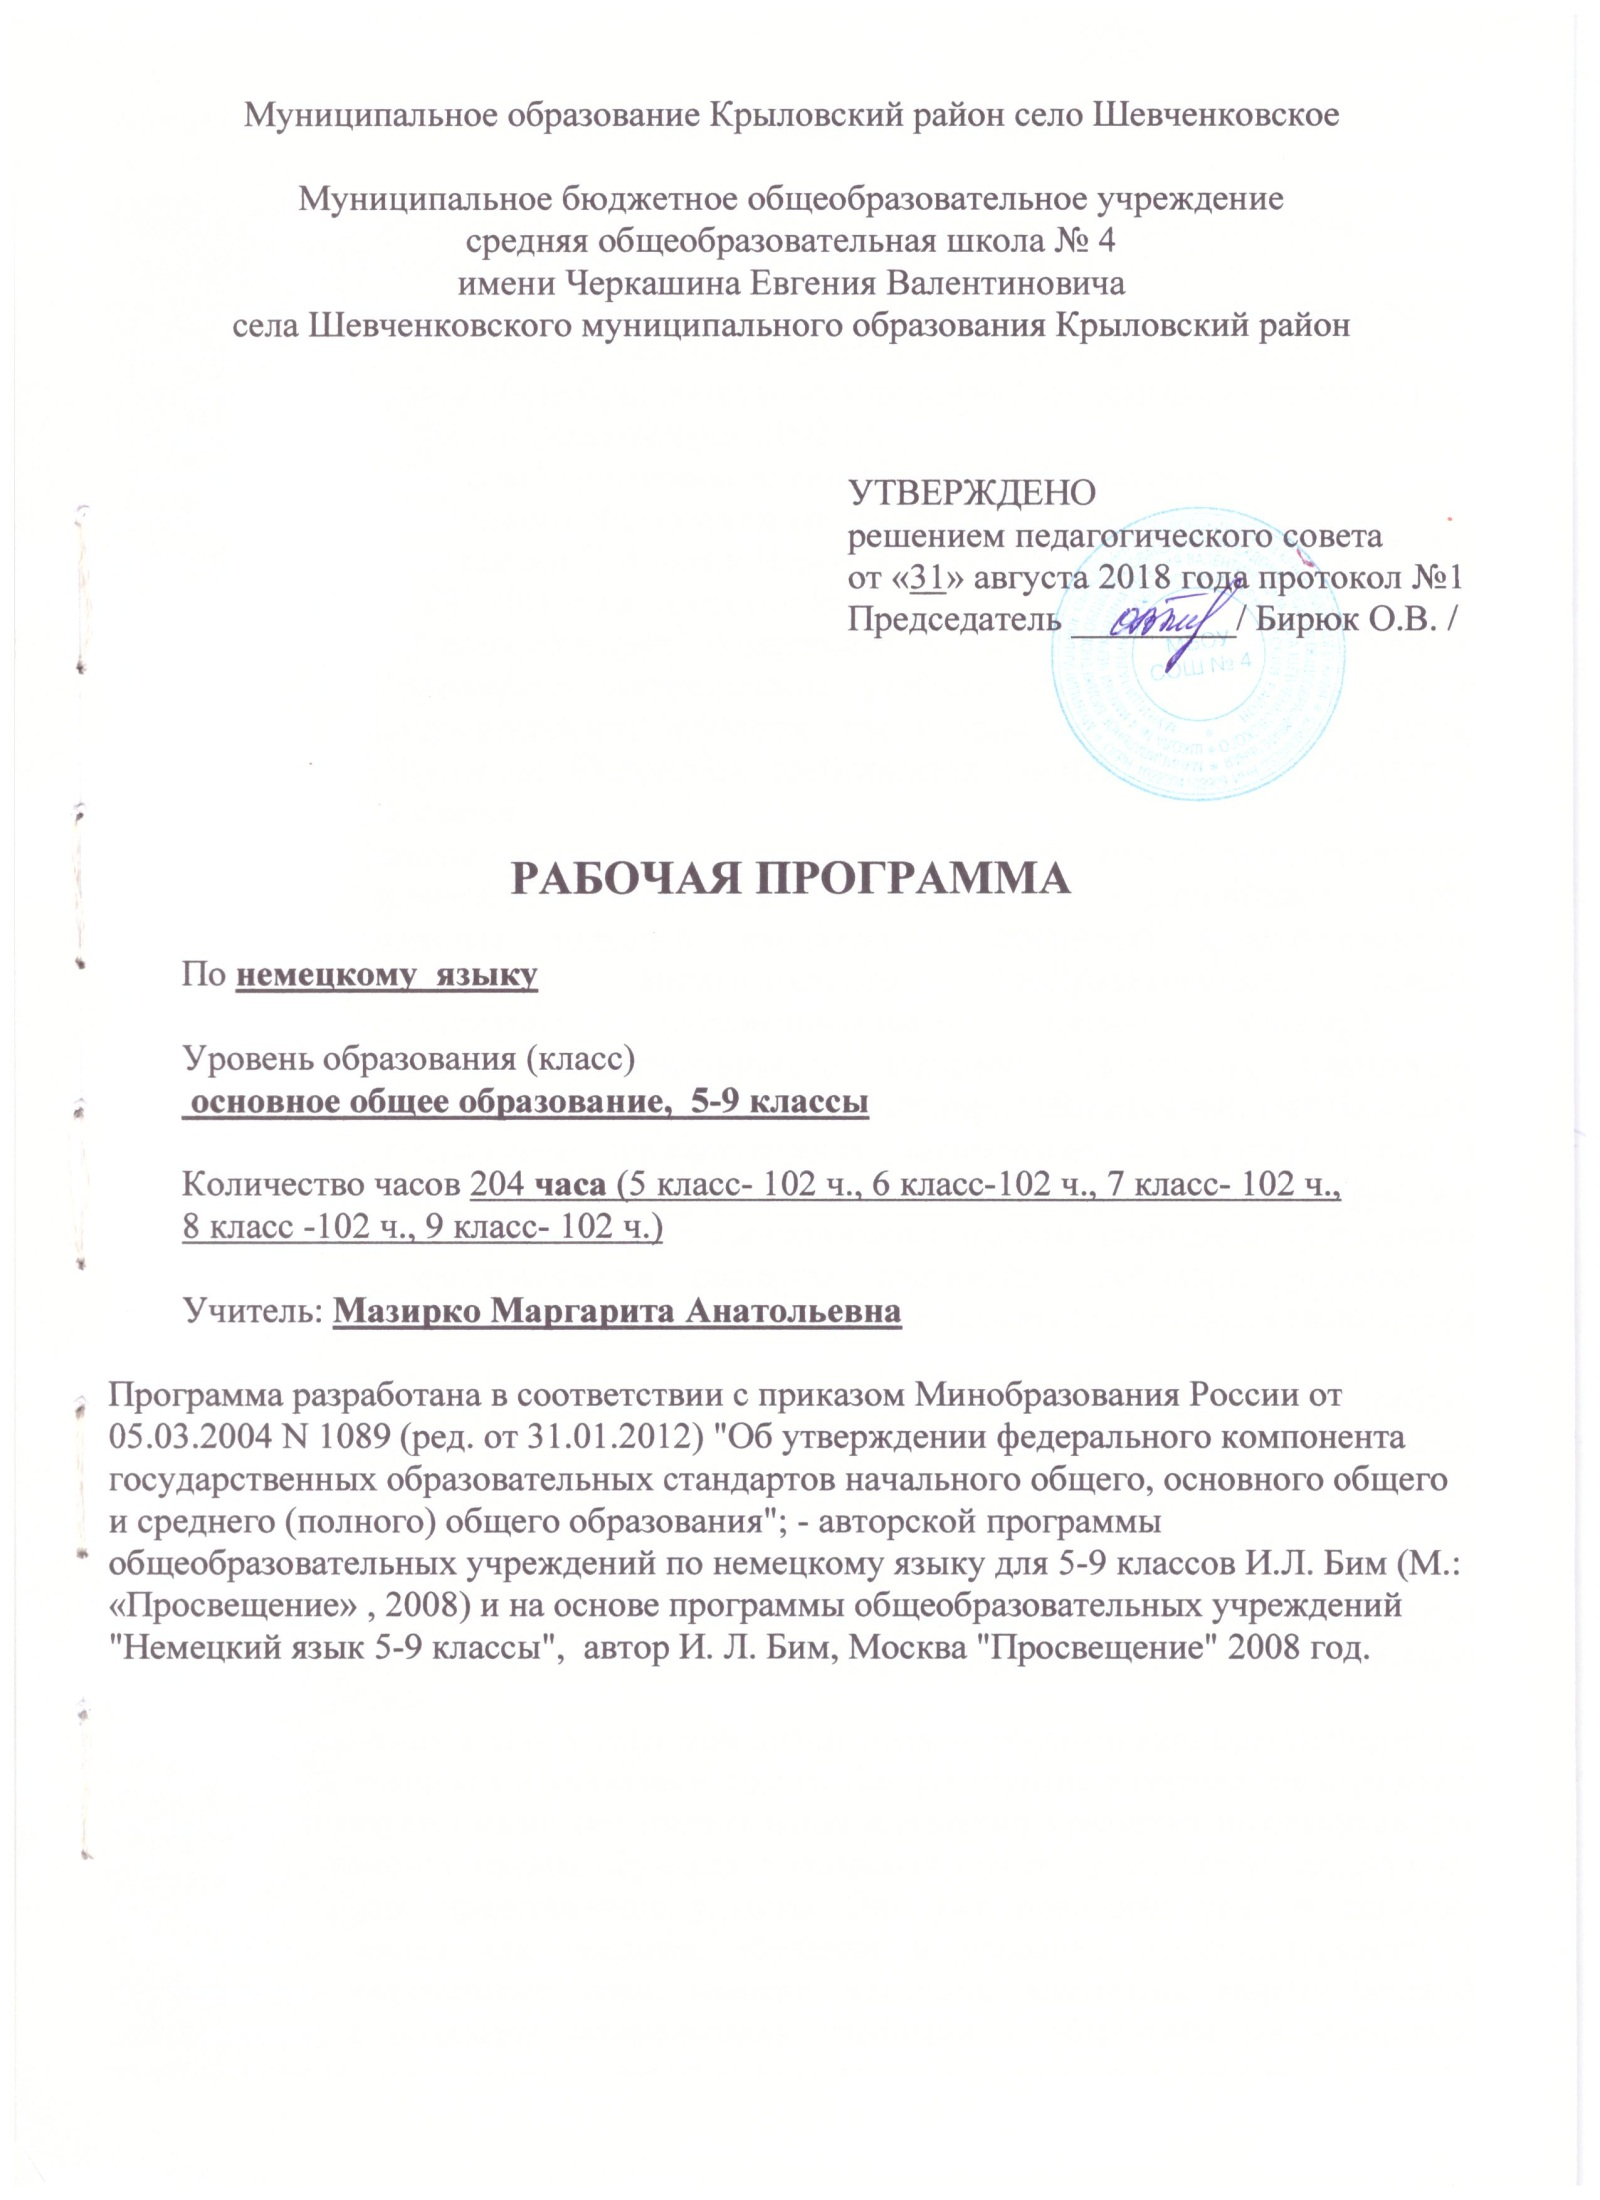 Муниципальное образование Крыловский район село Шевченковское
Муниципальное бюджетное общеобразовательное учреждение
средняя общеобразовательная школа № 4
имени Черкашина Евгения Валентиновича
села Шевченковского муниципального образования Крыловский район
УТВЕРЖДЕНО
решением педагогического совета
от «31» августа 2018 года протокол №1
Председатель _________/ Бирюк О.В. /
МБОУ
СОШ № 4
РАБОЧАЯ ПРОГРАММА
По немецкому языку
Уровень образования (класс)
основное общее образование, 5-9 классы
Количество часов 204 часа (5 класс- 102 ч., 6 класс-102 ч., 7 класс- 102 ч.,
8 класс -102 ч., 9 класс- 102 ч.)
Учитель: Мазирко Маргарита Анатольевна
Программа разработана в соответствии с приказом Минобразования России от
05.03.2004 N 1089 (ред. от 31.01.2012) "Об утверждении федерального компонента
государственных образовательных стандартов начального общего, основного общего
и среднего (полного) общего образования"; - авторской программы
общеобразовательных учреждений по немецкому языку для 5-9 классов И.Л. Бим (М.:
«Просвещение» , 2008) и на основе программы общеобразовательных учреждений
"Немецкий язык 5-9 классы", автор И. Л. Бим, Москва "Просвещение" 2008 год.